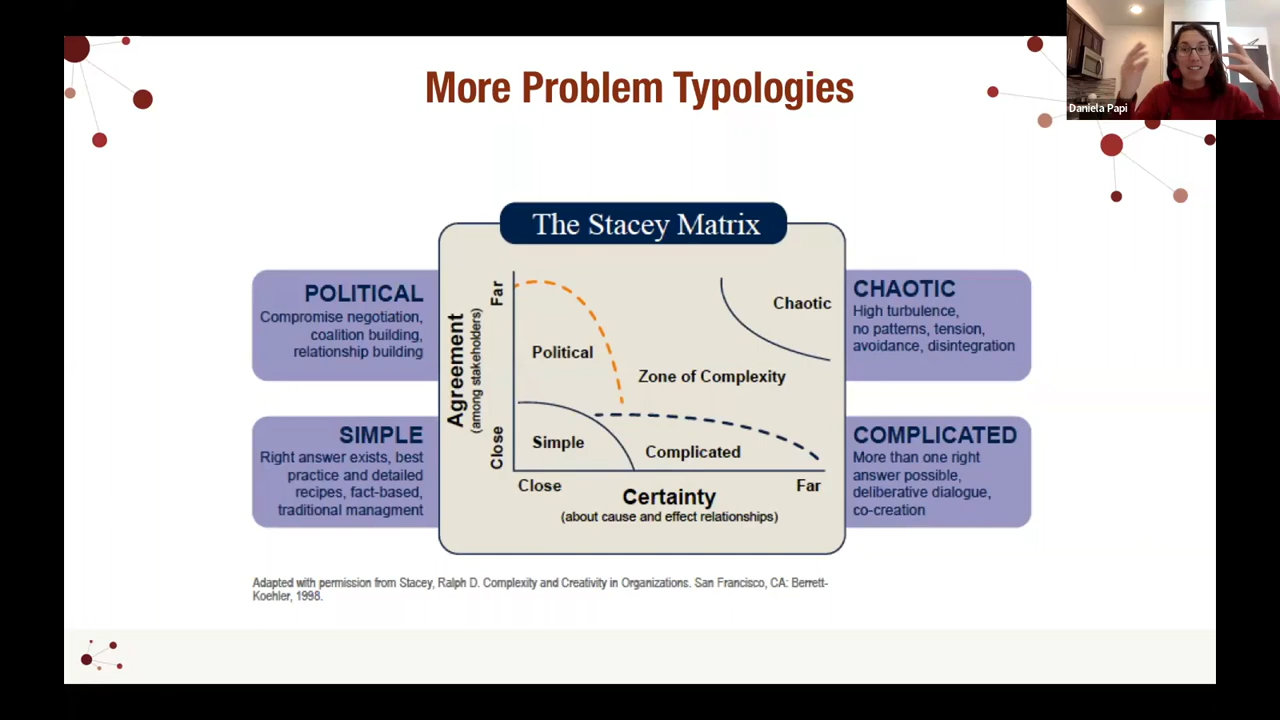 More Problem Typologies
Daniela Papi
The Stacey Matrix
POLITICAL
Compromise negotiation,
coalition building,
relationship building
SIMPLE
Right answer exists, best
practice and detailed
recipes, fact-based,
traditional managment
Agreement
(among stakeholders)
Far
Close
Political
Simple
Chaotic
Zone of Complexity
Complicated
Close
Far
Certainty
(about cause and effect relationships)
CHAOTIC
High turbulence,
no patterns, tension,
avoidance, disintegration
COMPLICATED
More than one right
answer possible,
deliberative dialogue,
co-creation
Adapted with permission from Stacey, Ralph D. Complexity and Creativity in Organizations. San Francisco, CA: Berrett-
Koehler, 1998.